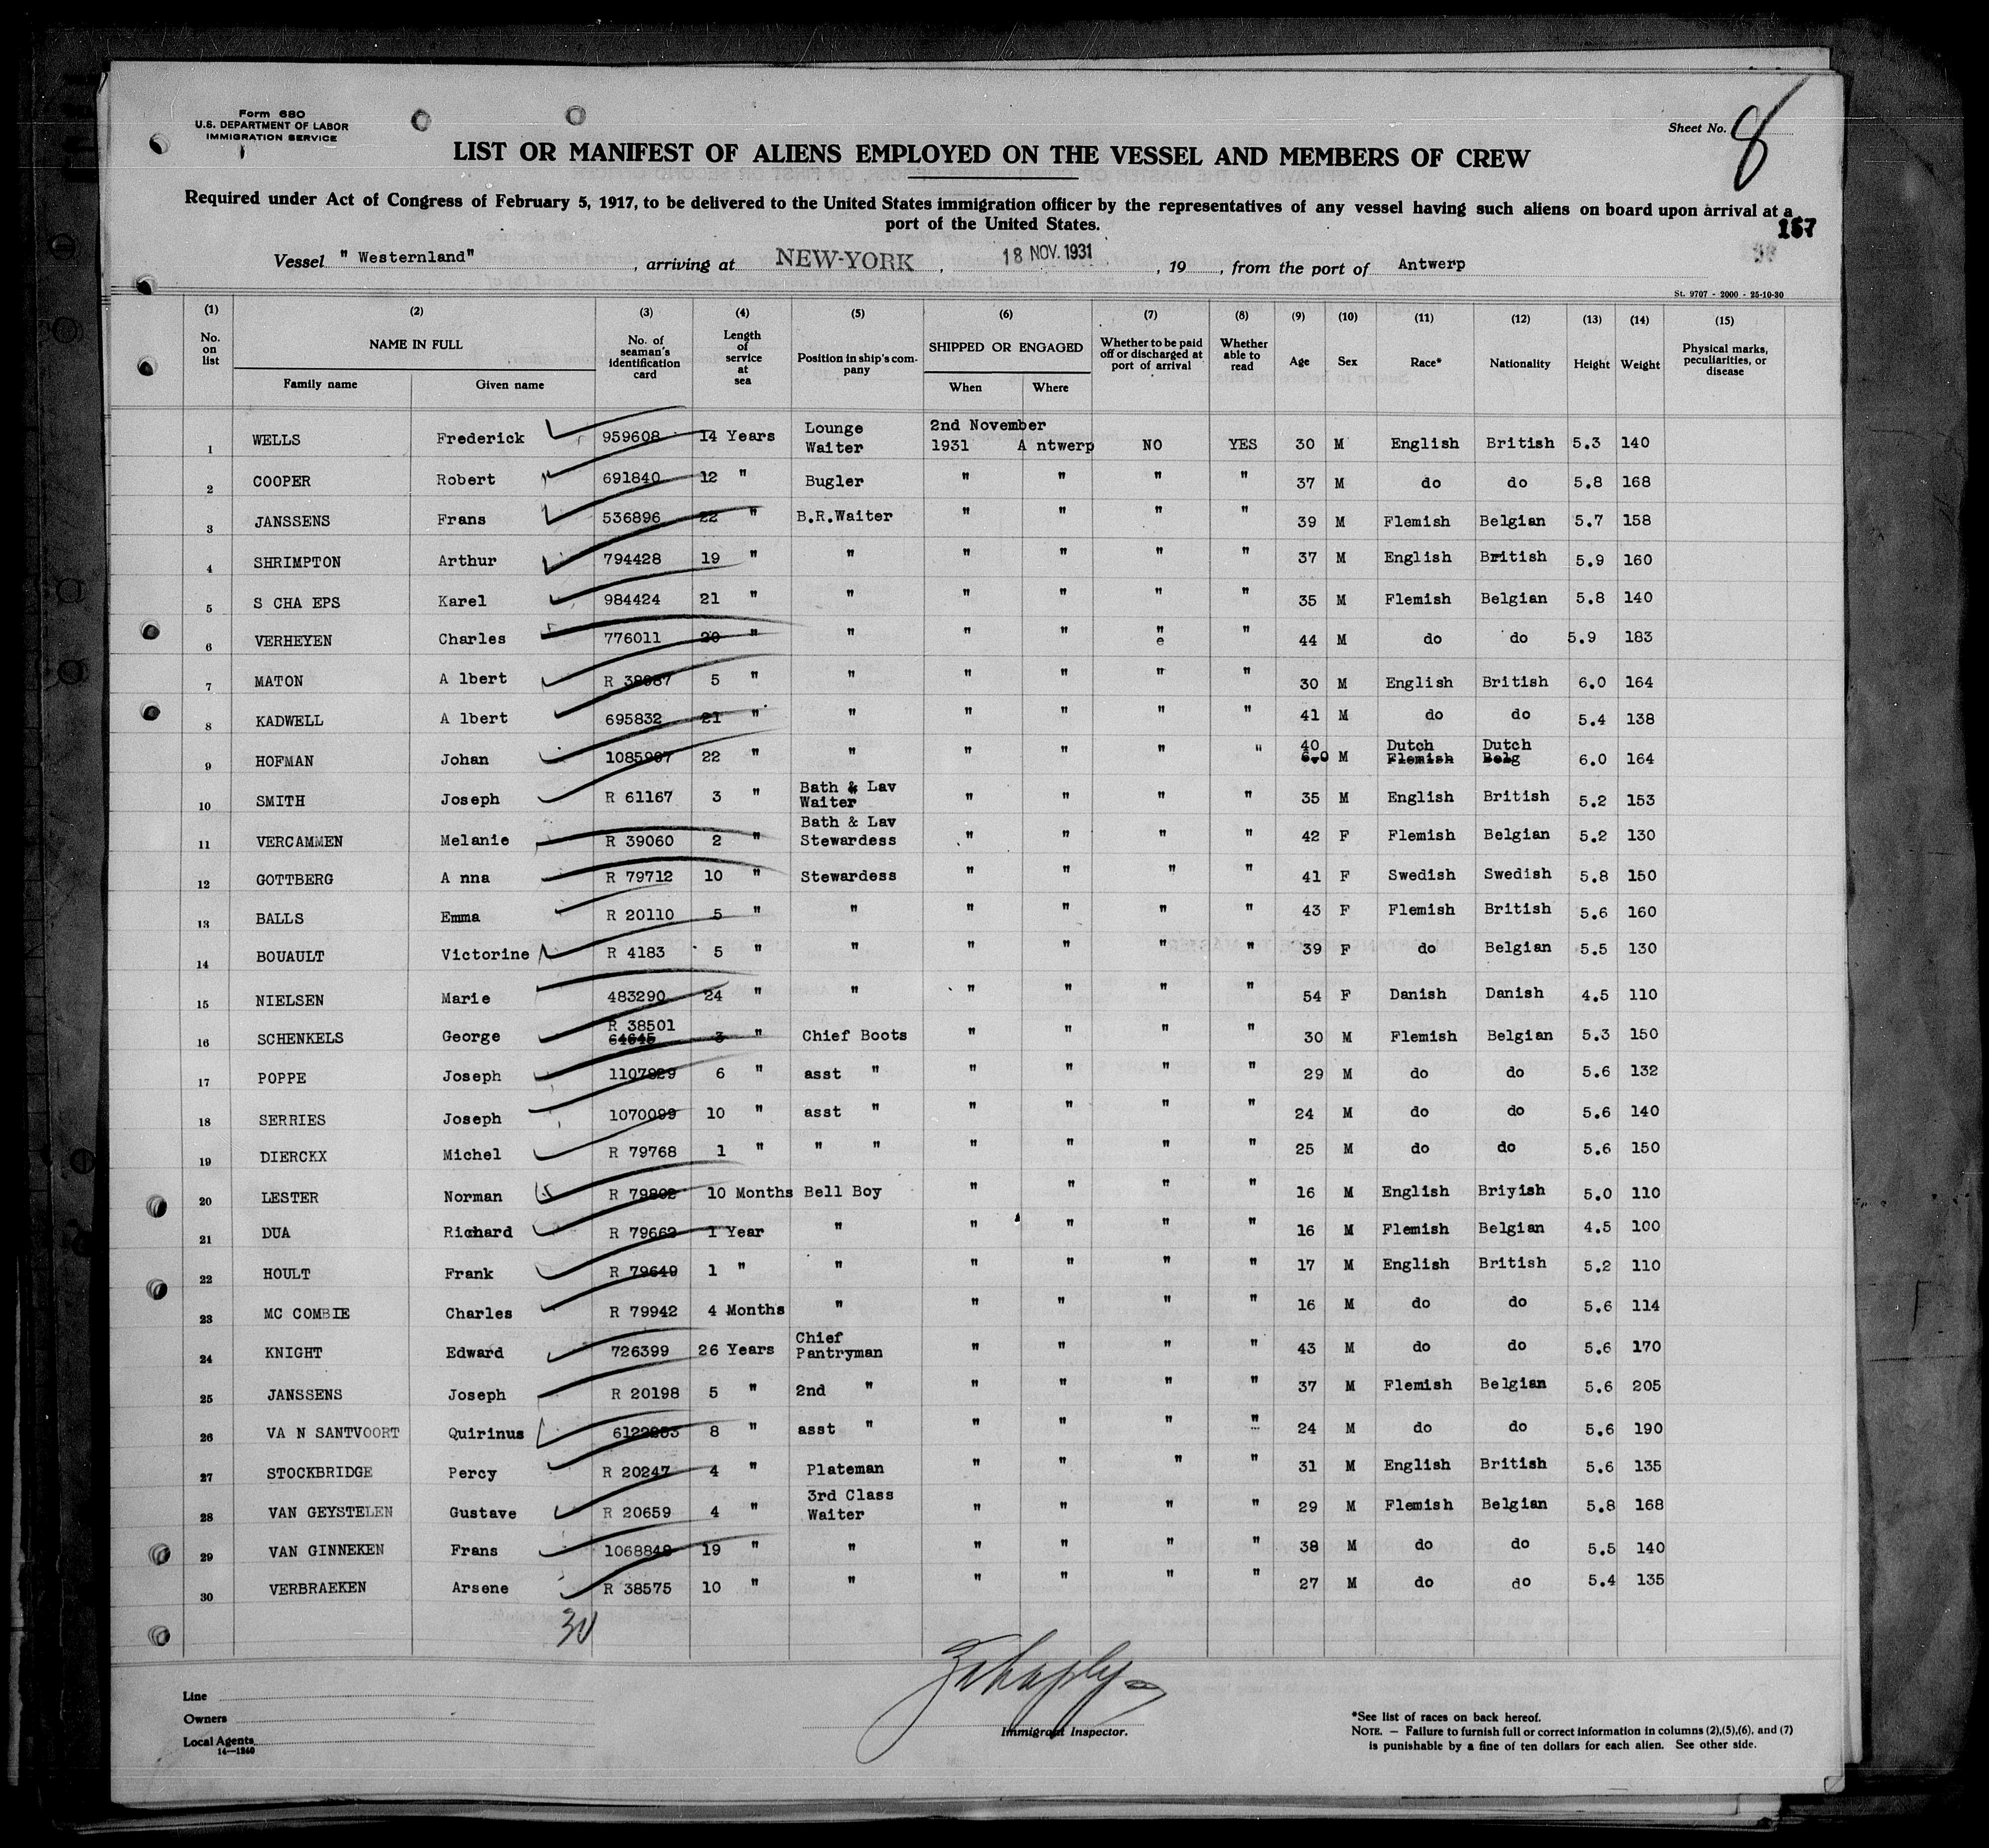 Form 680
U.S. DEPARTMENT OF LABOR
IMMIGRATION SERVICE
Sheet No. 8
LIST OR MANIFEST OF ALIENS EMPLOYED ON THE VESSEL AND MEMBERS OF CREW
Required under Act of Congress of February 5, 1917, to be delivered to the United States immigration officer by the representatives of any vessel having such aliens on board upon arrival at a
port of the United States.
157
Vessel " Westernland" , arriving at NEW-YORK , 18 NOV. 1931 , 19 , from the port of Antwerp
St. 9707 - 2000 - 25-10-30
(1) (2) (3) (4) (5) (6) (7) (8) (9) (10) (11) (12) (13) (14) (15)
No. on list NAME IN FULL Family name Given name No. of seaman's identification card Length of service at sea Position in ship's company SHIPPED OR ENGAGED When Where Whether to be paid off or discharged at port of arrival Whether able to read Age Sex Race* Nationality Height Weight Physical marks, peculiarities, or disease
1 WELLS Frederick 959608 14 Years Lounge Waiter 2nd November 1931 A ntwerp NO YES 30 M English British 5.3 140
2 COOPER Robert 691840 12 " Bugler " " " " 37 M do do 5.8 168
3 JANSSENS Frans 536896 22 " B.R.Waiter " " " " 39 M Flemish Belgian 5.7 158
4 SHRIMPTON Arthur 794428 19 " " " " " " 37 M English British 5.9 160
5 S CHA EPS Karel 984424 21 " " " " " " 35 M Flemish Belgian 5.8 140
6 VERHEYEN Charles 776011 20 " " " " " e " 44 M do do 5.9 183
7 MATON A lbert R 38987 5 " " " " " " 30 M English British 6.0 164
8 KADWELL A lbert 695832 21 " " " " " " 41 M do do 5.4 138
9 HOFMAN Johan 1085907 22 " " " " " " 40 6.0 M Dutch Flemish Dutch Belg 6.0 164
10 SMITH Joseph R 61167 3 " Bath & Lav Waiter " " " " 35 M English British 5.2 153
11 VERCAMMEN Melanie R 39060 2 " Bath & Lav Stewardess " " " " 42 F Flemish Belgian 5.2 130
12 GOTTBERG A nna R 79712 10 " Stewardess " " " " 41 F Swedish Swedish 5.8 150
13 BALLS Emma R 20110 5 " " " " " " 43 F Flemish British 5.6 160
14 BOUAULT Victorine R 4183 5 " " " " " " 39 F do Belgian 5.5 130
15 NIELSEN Marie 483290 24 " " " " " " 54 F Danish Danish 4.5 110
16 SCHENKELS George R 38501 64645 3 " Chief Boots " " " " 30 M Flemish Belgian 5.3 150
17 POPPE Joseph 1107829 6 " asst " " " " " 29 M do do 5.6 132
18 SERRIES Joseph 1070099 10 " asst " " " " " 24 M do do 5.6 140
19 DIERCKX Michel R 79768 1 " " " " " " " 25 M do do 5.6 150
20 LESTER Norman R 79802 10 Months Bell Boy " " " " 16 M English Briyish 5.0 110
21 DUA Richard R 79662 1 Year " " " " " 16 M Flemish Belgian 4.5 100
22 HOULT Frank R 79649 1 " " " " " " 17 M English British 5.2 110
23 MC COMBIE Charles R 79942 4 Months " " " " " 16 M do do 5.6 114
24 KNIGHT Edward 726399 26 Years Chief Pantryman " " " " 43 M do do 5.6 170
25 JANSSENS Joseph R 20198 5 " 2nd " " " " " 37 M Flemish Belgian 5.6 205
26 VA N SANTVOORT Quirinus 8 " asst " " " " " 24 M do do 5.6 190
27 STOCKBRIDGE Percy R 20247 4 " Plateman " " " " 31 M English British 5.6 135
28 VAN GEYSTELEN Gustave R 20659 4 " 3rd Class Waiter " " " " 29 M Flemish Belgian 5.8 168
29 VAN GINNEKEN Frans 1068848 19 " " " " " " 38 M do do 5.5 140
30 VERBRAEKEN Arsene R 38575 10 " " " " " " 27 M do do 5.4 135
30
Line
Owners
Local Agents
14—1240
Immigrant Inspector.
*See list of races on back hereof.
NOTE. — Failure to furnish full or correct information in columns (2),(5),(6), and (7)
is punishable by a fine of ten dollars for each alien. See other side.